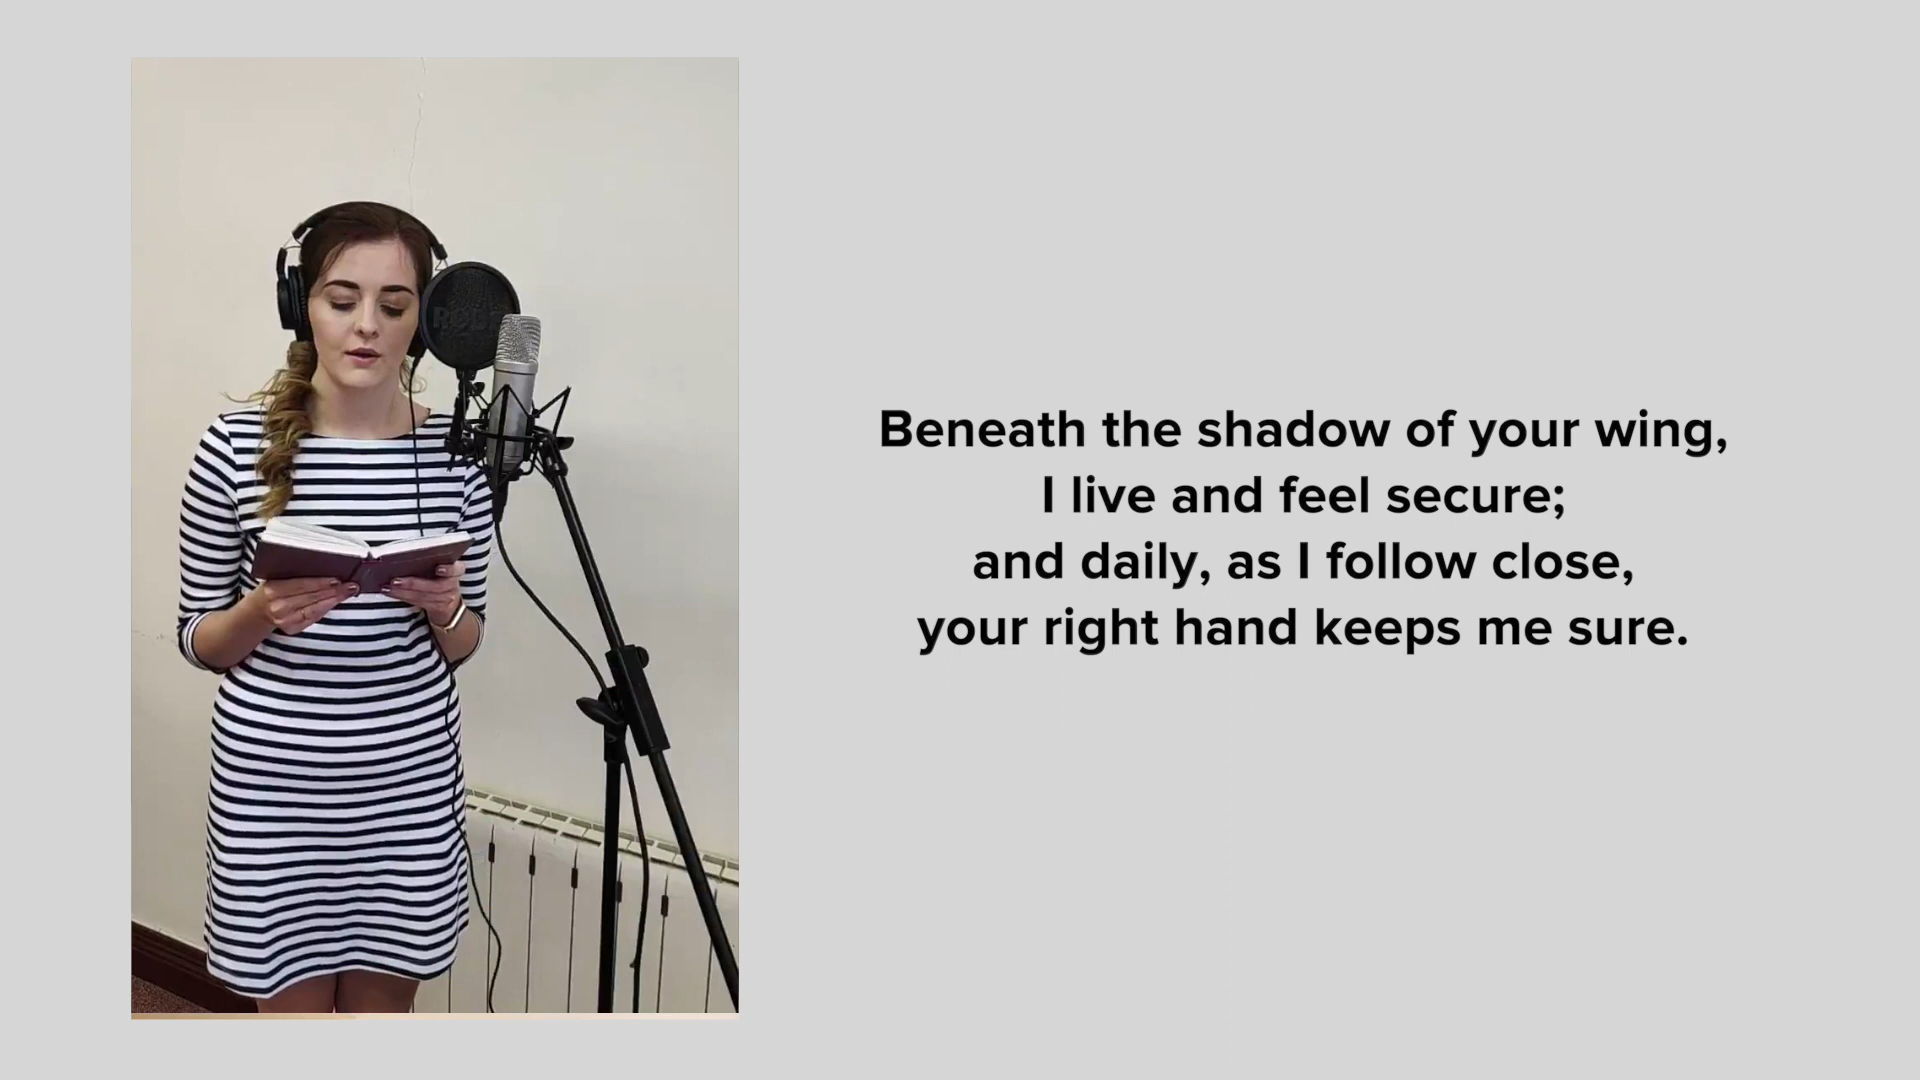 Beneath the shadow of your wing,
I live and feel secure;
and daily, as I follow close,
your right hand keeps me sure.